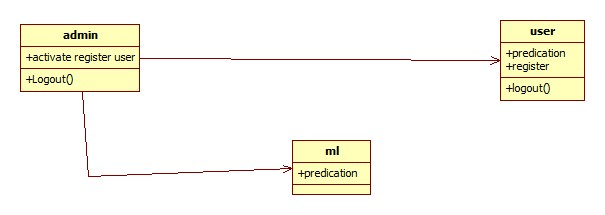 admin
+activate register user
+Logout()
user
+predication
+register
+logout()
ml
+predication